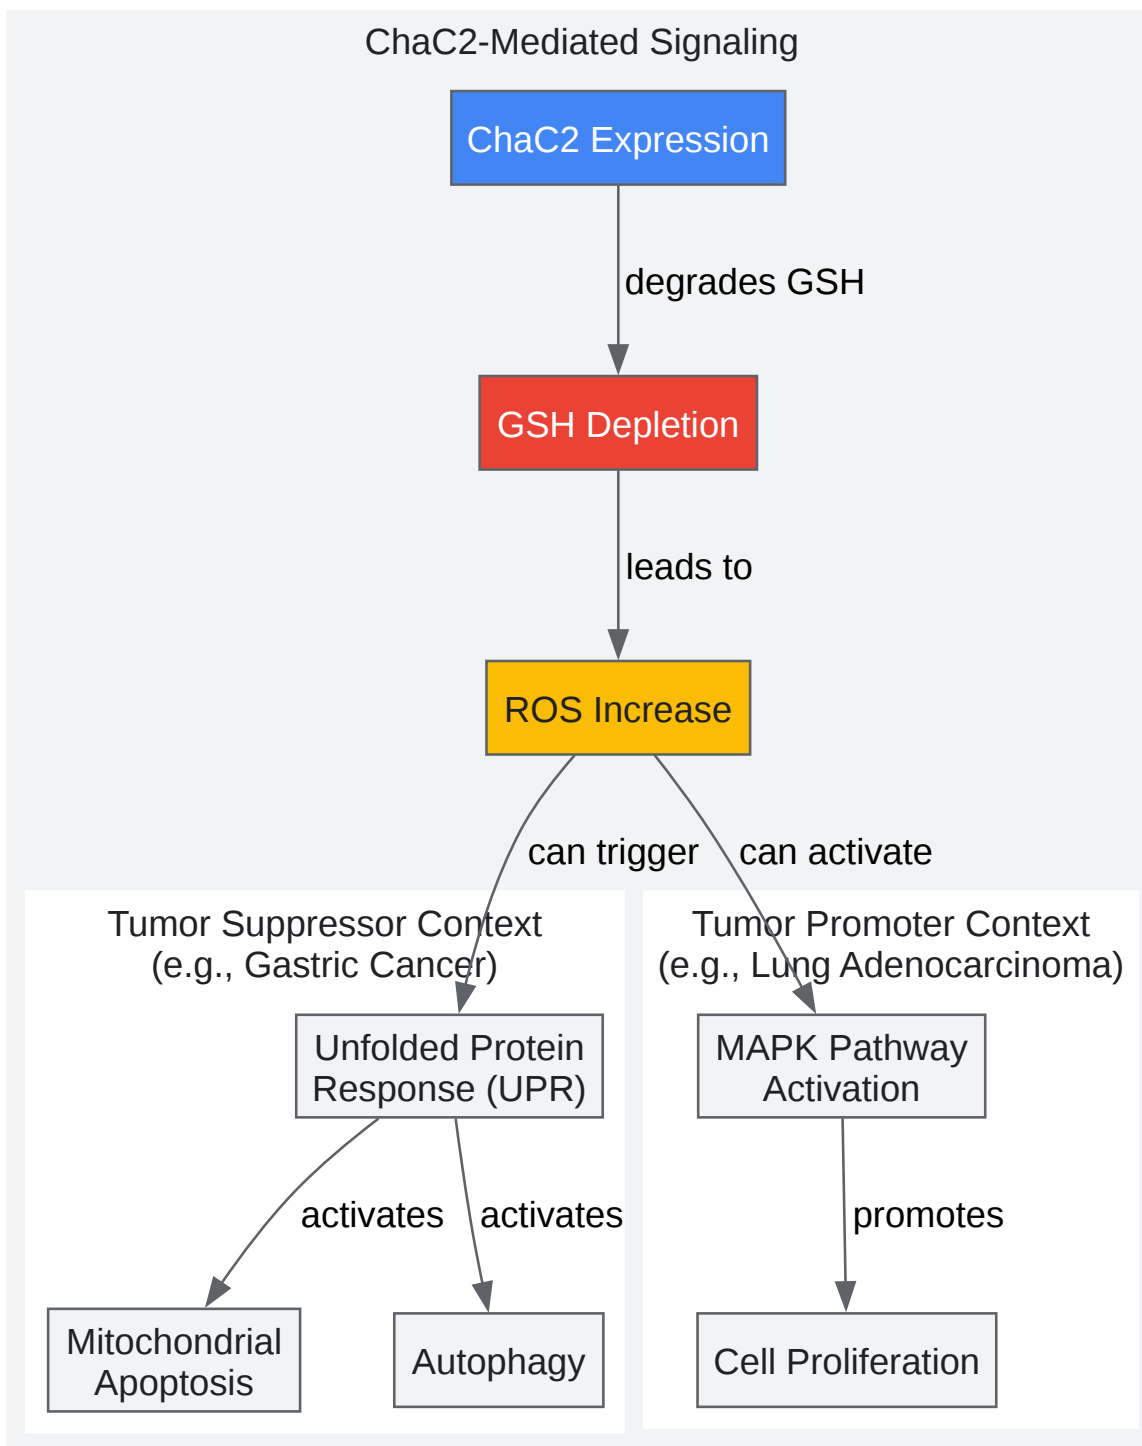 ChaC2-Mediated Signaling
ChaC2 Expression
degrades GSH
GSH Depletion
leads to
ROS Increase
can trigger
can activate
Tumor Suppressor Context
(e.g., Gastric Cancer)
Tumor Promoter Context
(e.g., Lung Adenocarcinoma)
Unfolded Protein
Response (UPR)
MAPK Pathway
Activation
activates
activates
promotes
Mitochondrial
Apoptosis
Autophagy
Cell Proliferation